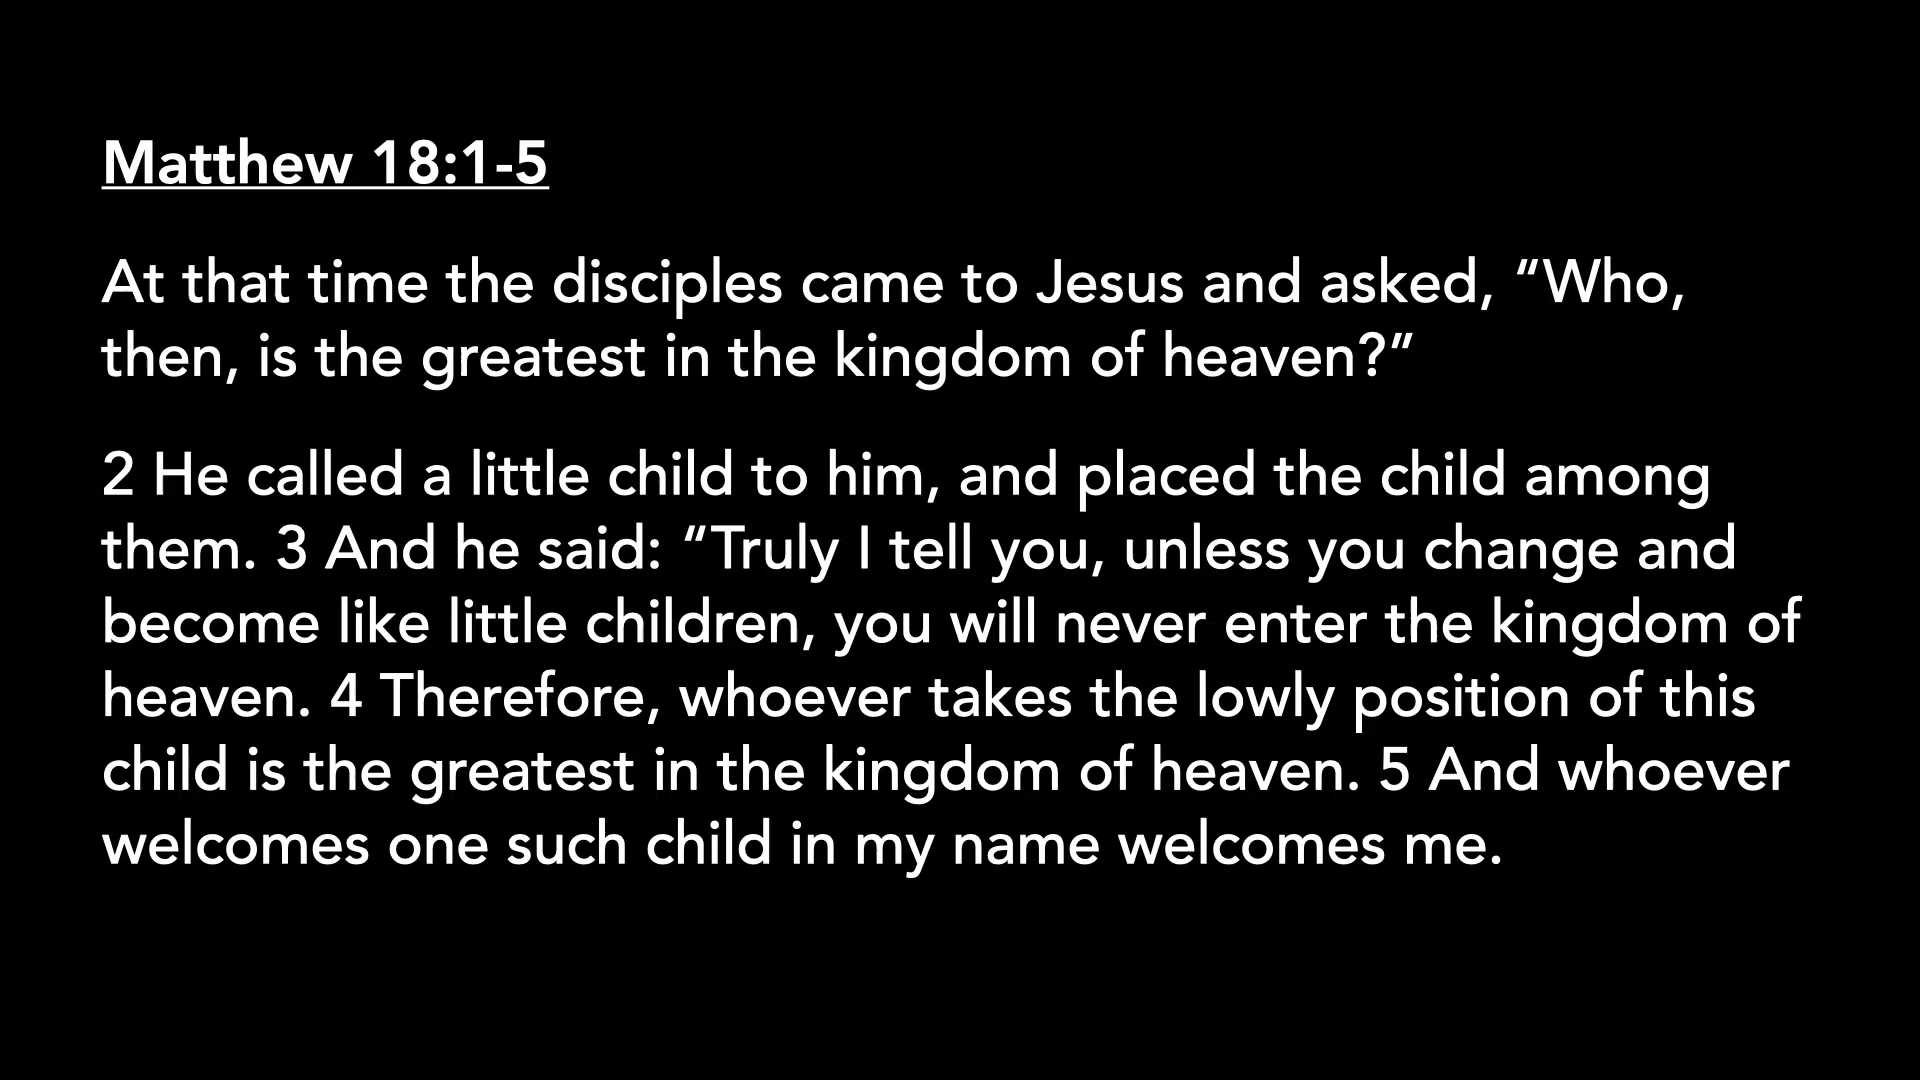 Matthew 18:1-5
At that time the disciples came to Jesus and asked, “Who,
then, is the greatest in the kingdom of heaven?”
2 He called a little child to him, and placed the child among
them. 3 And he said: “Truly I tell you, unless you change and
become like little children, you will never enter the kingdom of
heaven. 4 Therefore, whoever takes the lowly position of this
child is the greatest in the kingdom of heaven. 5 And whoever
welcomes one such child in my name welcomes me.